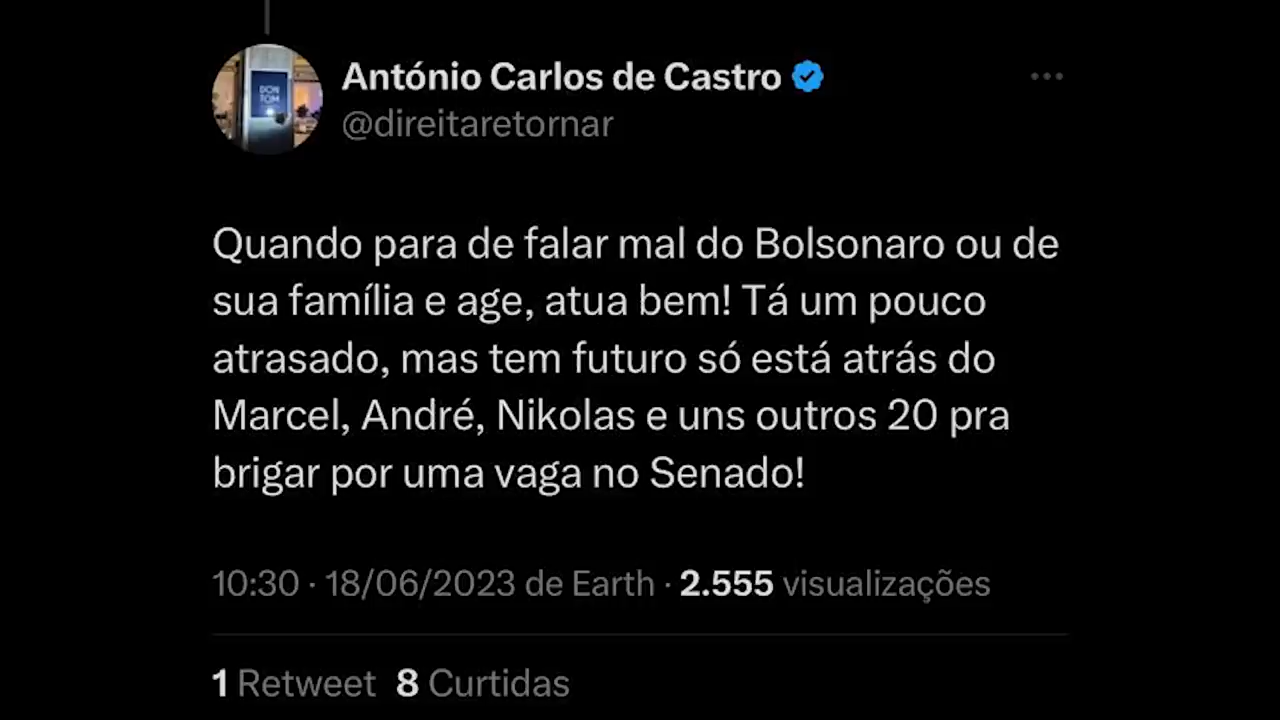 DON
TOM
António Carlos de Castro
@direitaretornar
Quando para de falar mal do Bolsonaro ou de
sua família e age, atua bem! Tá um pouco
atrasado, mas tem futuro só está atrás do
Marcel, André, Nikolas e uns outros 20 pra
brigar por uma vaga no Senado!
10:30 · 18/06/2023 de Earth · 2.555 visualizações
1 Retweet 8 Curtidas